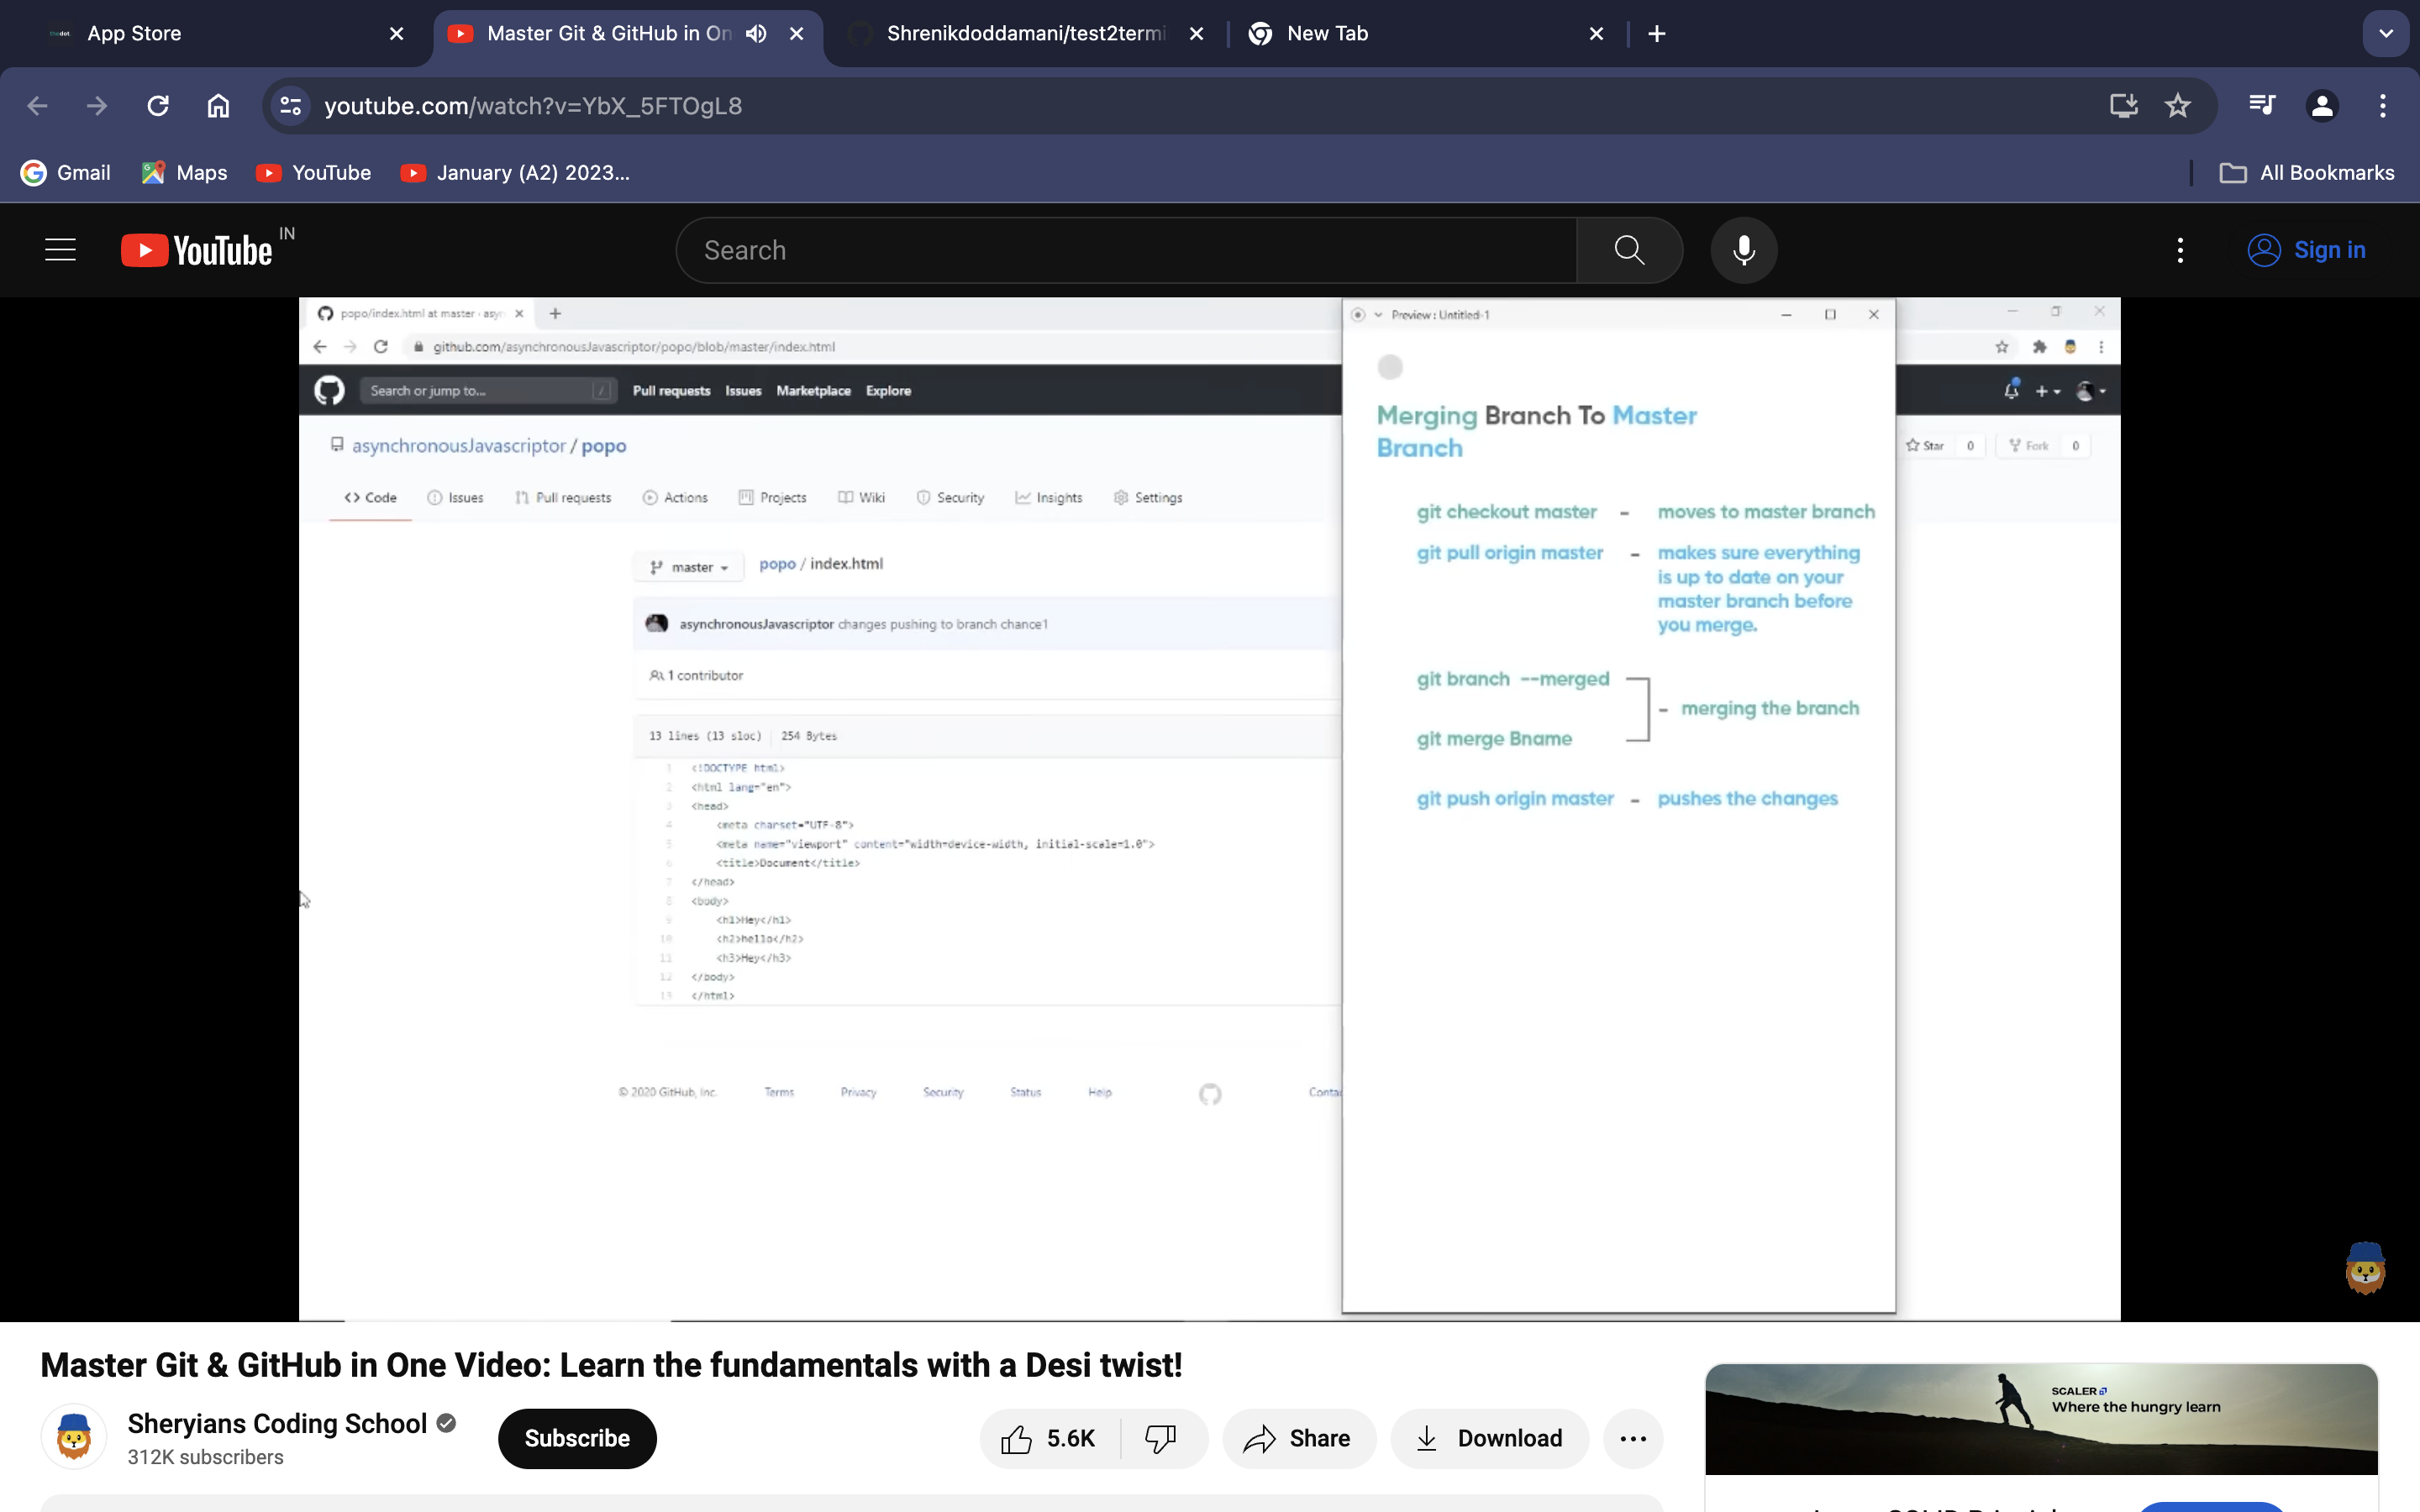 App Store
Master Git & GitHub in On
Shrenikdoddamani/test2termi
New Tab
youtube.com/watch?v=YbX_5FTOgL8
Gmail
Maps
YouTube
January (A2) 2023...
All Bookmarks
YouTube IN
Search
Sign in
popo/index.html at master · asyn
github.com/asynchronousJavascriptor/popo/blob/master/index.html
Search or jump to... /
Pull requests Issues Marketplace Explore
asynchronousJavascriptor / popo
Star 0 Fork 0
Code Issues Pull requests Actions Projects Wiki Security Insights Settings
master popo / index.html
asynchronousJavascriptor changes pushing to branch chance1
1 contributor
13 lines (13 sloc) 254 Bytes
1 <!DOCTYPE html>
2 <html lang="en">
3 <head>
4 <meta charset="UTF-8">
5 <meta name="viewport" content="width=device-width, initial-scale=1.0">
6 <title>Document</title>
7 </head>
8 <body>
9 <h1>Hey</h1>
10 <h2>hello</h2>
11 <h3>Hey</h3>
12 </body>
13 </html>
© 2020 GitHub, Inc. Terms Privacy Security Status Help Contac
Preview : Untitled-1
Merging Branch To Master
Branch
git checkout master - moves to master branch
git pull origin master - makes sure everything
is up to date on your
master branch before
you merge.
git branch --merged
- merging the branch
git merge Bname
git push origin master - pushes the changes
Master Git & GitHub in One Video: Learn the fundamentals with a Desi twist!
Sheryians Coding School
312K subscribers
Subscribe
5.6K
Share
Download
SCALER
Where the hungry learn